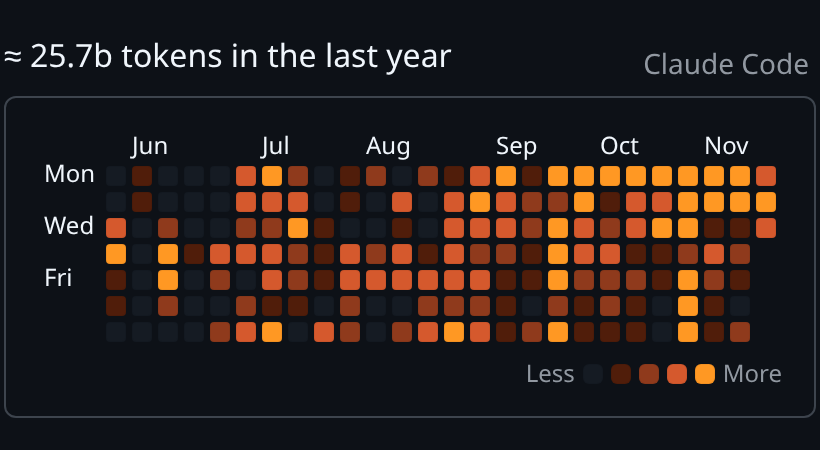 ≈ 25.7b tokens in the last year
Claude Code
Jun Jul Aug Sep Oct Nov
Mon
Wed
Fri
Less More